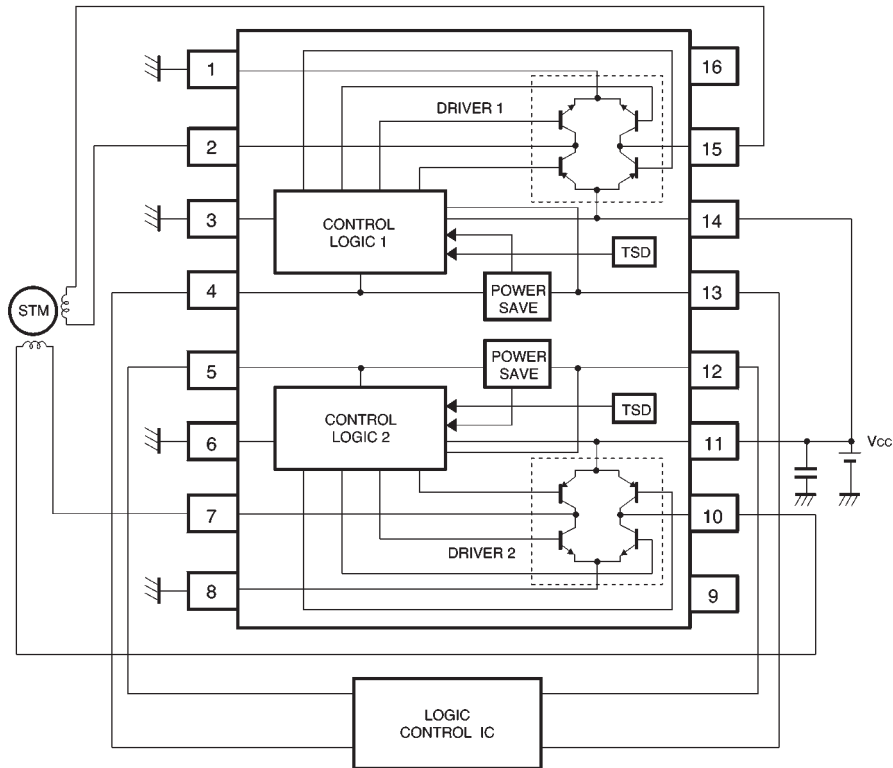 1
16
DRIVER 1
2
15
3
CONTROL
LOGIC 1
14
TSD
STM
4
POWER
SAVE
13
5
POWER
SAVE
12
CONTROL
LOGIC 2
TSD
6
11
Vcc
7
10
DRIVER 2
8
9
LOGIC
CONTROL IC